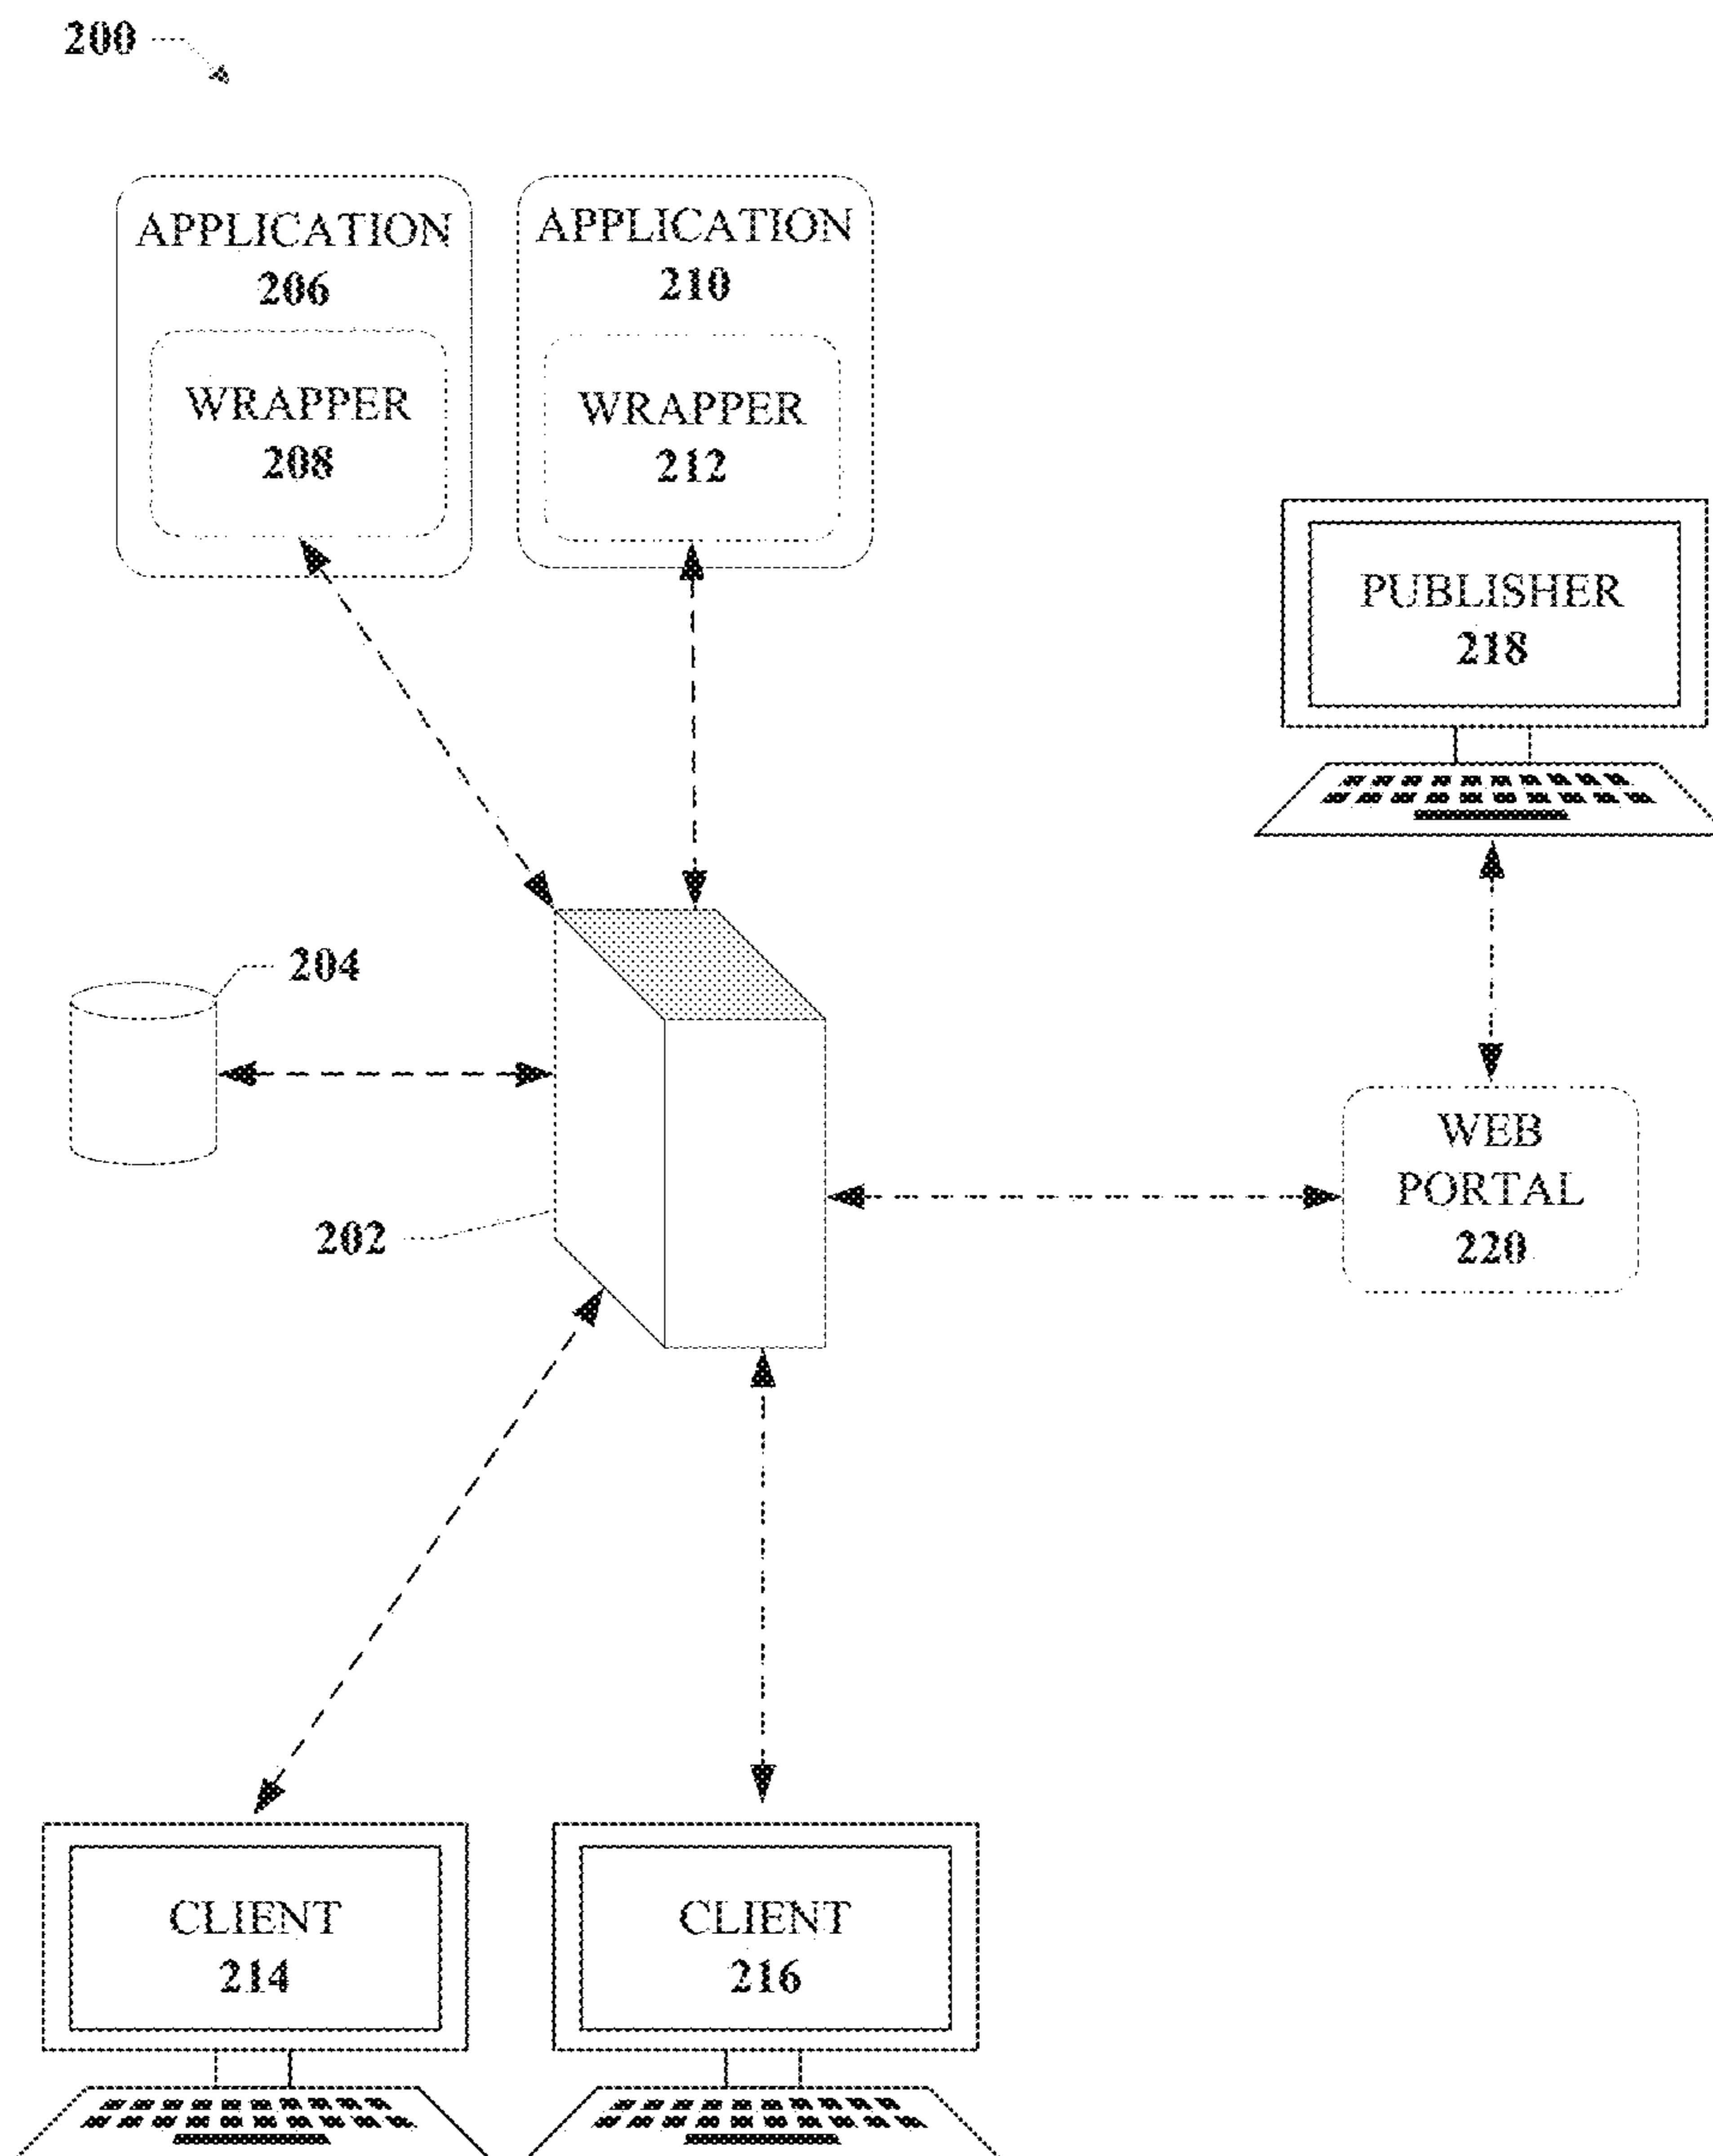 200
APPLICATION
206
WRAPPER
208
APPLICATION
210
WRAPPER
212
PUBLISHER
218
204
202
WEB
PORTAL
220
CLIENT
214
CLIENT
216